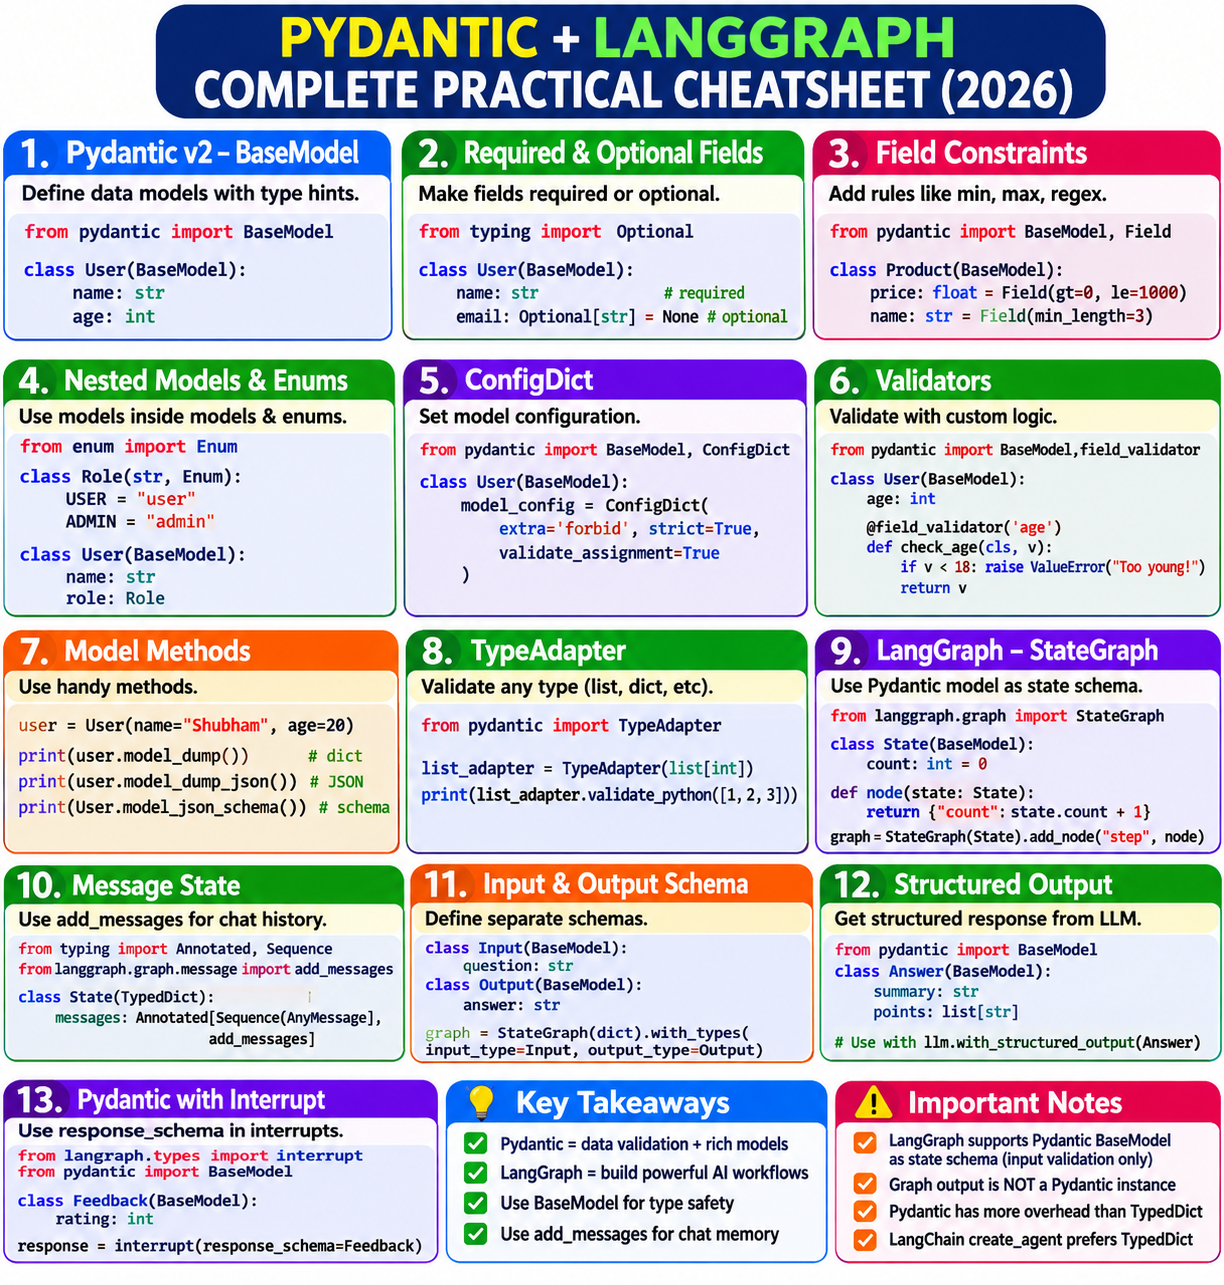 PYDANTIC + LANGGRAPH
COMPLETE PRACTICAL CHEATSHEET (2026)
1. Pydantic v2 – BaseModel
Define data models with type hints.
from pydantic import BaseModel
class User(BaseModel):
name: str
age: int
2. Required & Optional Fields
Make fields required or optional.
from typing import Optional
class User(BaseModel):
name: str # required
email: Optional[str] = None # optional
3. Field Constraints
Add rules like min, max, regex.
from pydantic import BaseModel, Field
class Product(BaseModel):
price: float = Field(gt=0, le=1000)
name: str = Field(min_length=3)
4. Nested Models & Enums
Use models inside models & enums.
from enum import Enum
class Role(str, Enum):
USER = "user"
ADMIN = "admin"
class User(BaseModel):
name: str
role: Role
5. ConfigDict
Set model configuration.
from pydantic import BaseModel, ConfigDict
class User(BaseModel):
model_config = ConfigDict(
extra='forbid', strict=True,
validate_assignment=True
)
6. Validators
Validate with custom logic.
from pydantic import BaseModel,field_validator
class User(BaseModel):
age: int
@field_validator('age')
def check_age(cls, v):
if v < 18: raise ValueError("Too young!")
return v
7. Model Methods
Use handy methods.
user = User(name="Shubham", age=20)
print(user.model_dump()) # dict
print(user.model_dump_json()) # JSON
print(User.model_json_schema()) # schema
8. TypeAdapter
Validate any type (list, dict, etc).
from pydantic import TypeAdapter
list_adapter = TypeAdapter(list[int])
print(list_adapter.validate_python([1, 2, 3]))
9. LangGraph – StateGraph
Use Pydantic model as state schema.
from langgraph.graph import StateGraph
class State(BaseModel):
count: int = 0
def node(state: State):
return {"count": state.count + 1}
graph = StateGraph(State).add_node("step", node)
10. Message State
Use add_messages for chat history.
from typing import Annotated, Sequence
from langgraph.graph.message import add_messages
class State(TypedDict):
messages: Annotated[Sequence(AnyMessage],
add_messages]
11. Input & Output Schema
Define separate schemas.
class Input(BaseModel):
question: str
class Output(BaseModel):
answer: str
graph = StateGraph(dict).with_types(
input_type=Input, output_type=Output)
12. Structured Output
Get structured response from LLM.
from pydantic import BaseModel
class Answer(BaseModel):
summary: str
points: list[str]
# Use with llm.with_structured_output(Answer)
13. Pydantic with Interrupt
Use response_schema in interrupts.
from langraph.types import interrupt
from pydantic import BaseModel
class Feedback(BaseModel):
rating: int
response = interrupt(response_schema=Feedback)
Key Takeaways
Pydantic = data validation + rich models
LangGraph = build powerful AI workflows
Use BaseModel for type safety
Use add_messages for chat memory
Important Notes
LangGraph supports Pydantic BaseModel
as state schema (input validation only)
Graph output is NOT a Pydantic instance
Pydantic has more overhead than TypedDict
LangChain create_agent prefers TypedDict